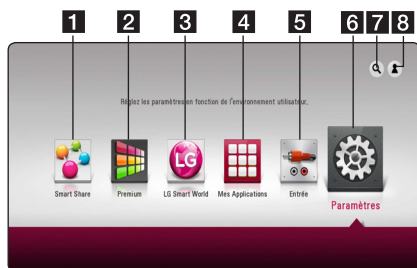 1 2 3 4 5 6 7 8
Réglez les paramètres en fonction de l'environnement utilisateur.
LG
Smart Share Premium LG Smart World Mes Applications Entrée
Paramètres